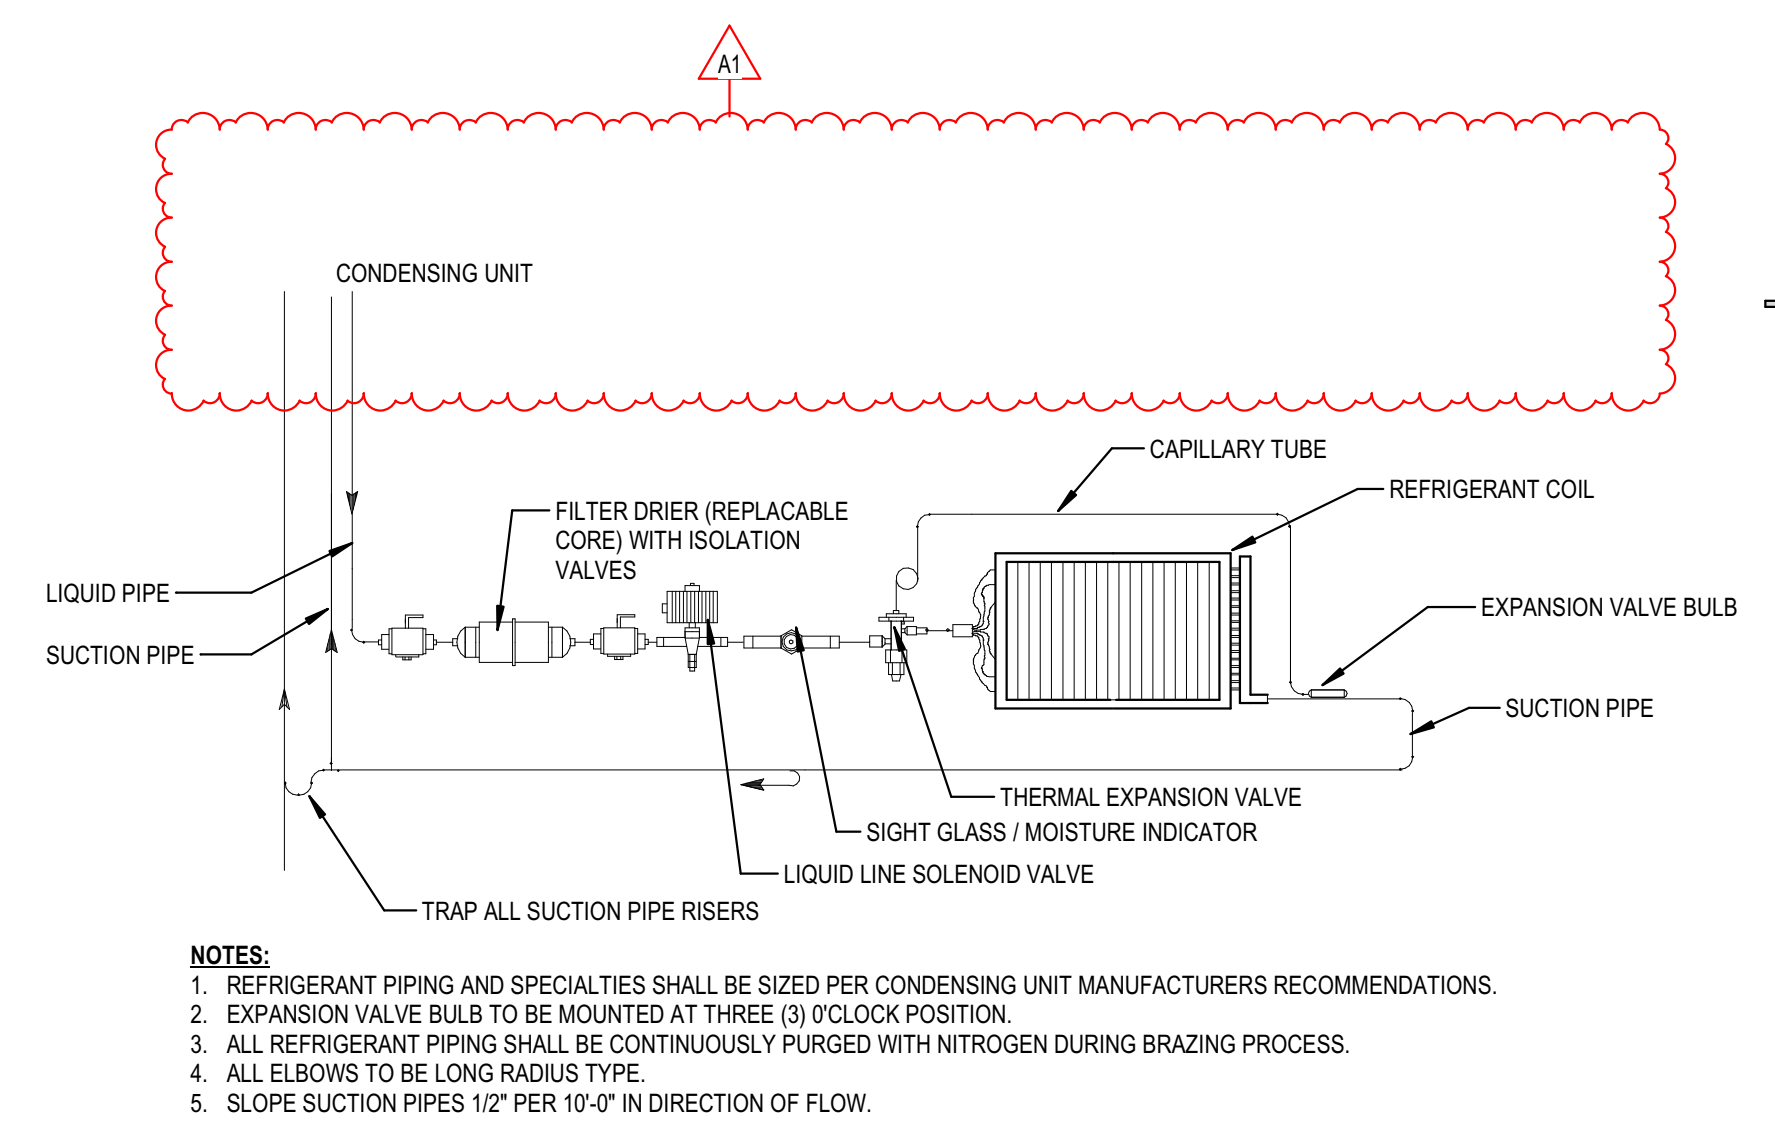 A1
CONDENSING UNIT
CAPILLARY TUBE
REFRIGERANT COIL
FILTER DRIER (REPLACABLE
CORE) WITH ISOLATION
VALVES
LIQUID PIPE
EXPANSION VALVE BULB
SUCTION PIPE
SUCTION PIPE
THERMAL EXPANSION VALVE
SIGHT GLASS / MOISTURE INDICATOR
LIQUID LINE SOLENOID VALVE
TRAP ALL SUCTION PIPE RISERS
NOTES:
1. REFRIGERANT PIPING AND SPECIALTIES SHALL BE SIZED PER CONDENSING UNIT MANUFACTURERS RECOMMENDATIONS.
2. EXPANSION VALVE BULB TO BE MOUNTED AT THREE (3) 0'CLOCK POSITION.
3. ALL REFRIGERANT PIPING SHALL BE CONTINUOUSLY PURGED WITH NITROGEN DURING BRAZING PROCESS.
4. ALL ELBOWS TO BE LONG RADIUS TYPE.
5. SLOPE SUCTION PIPES 1/2" PER 10'-0" IN DIRECTION OF FLOW.